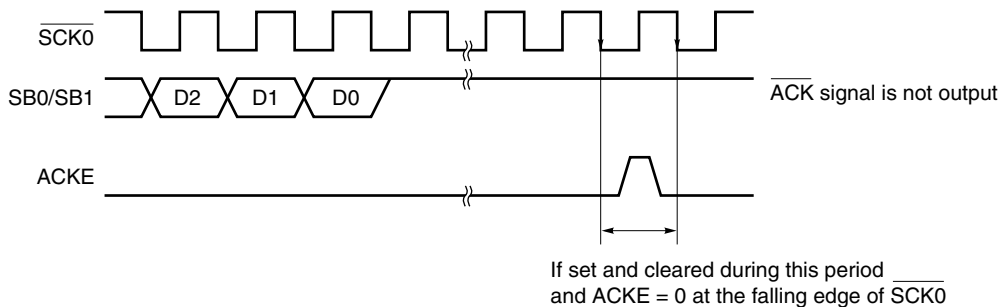 SCK0
SB0/SB1
D2
D1
D0
ACK signal is not output
ACKE
If set and cleared during this period
and ACKE = 0 at the falling edge of SCK0